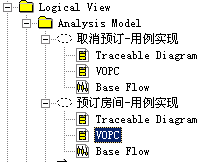 Logical View
Analysis Model
取消预订-用例实现
Traceable Diagram
VOPC
Base Flow
预订房间-用例实现
Traceable Diagram
VOPC
Base Flow